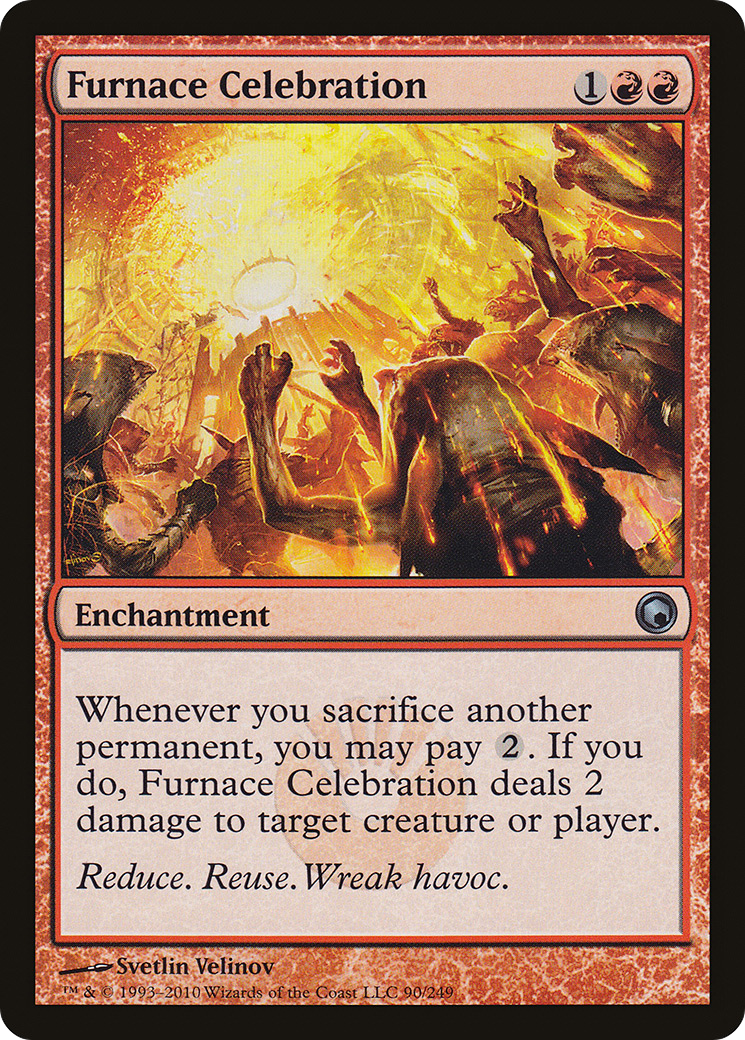 Furnace Celebration 1
Enchantment
Whenever you sacrifice another
permanent, you may pay 2. If you
do, Furnace Celebration deals 2
damage to target creature or player.
Reduce. Reuse. Wreak havoc.
Svetlin Velinov
™ & © 1993–2010 Wizards of the Coast LLC 90/249